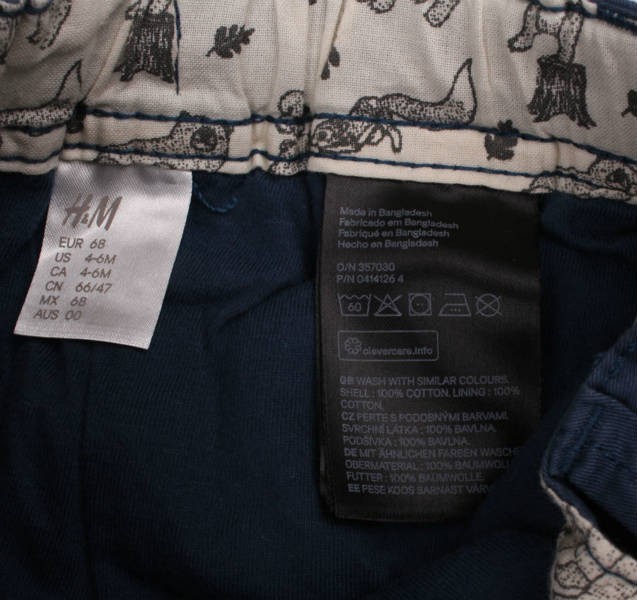 H&M
EUR 68
US 4-6M
CA 4-6M
CN 66/47
MX 68
AUS 00
Made in Bangladesh
Fabricado em Bangladesh
Fabriqué en Bangladesh
Hecho en Bangladesh
O/N 357030
P/N 0414126 4
60
clevercare.info
GB WASH WITH SIMILAR COLOURS.
SHELL : 100% COTTON. LINING : 100%
COTTON.
CZ PERTE S PODOBNÝMI BARVAMI.
SVRCHNÍ LÁTKA : 100% BAVLNA.
PODŠÍVKA : 100% BAVLNA.
DE MIT ÄHNLICHEN FARBEN WASCHE
OBERMATERIAL : 100% BAUMWOLL
FUTTER : 100% BAUMWOLLE.
EE PESE KOOS SARNAST VÄRV